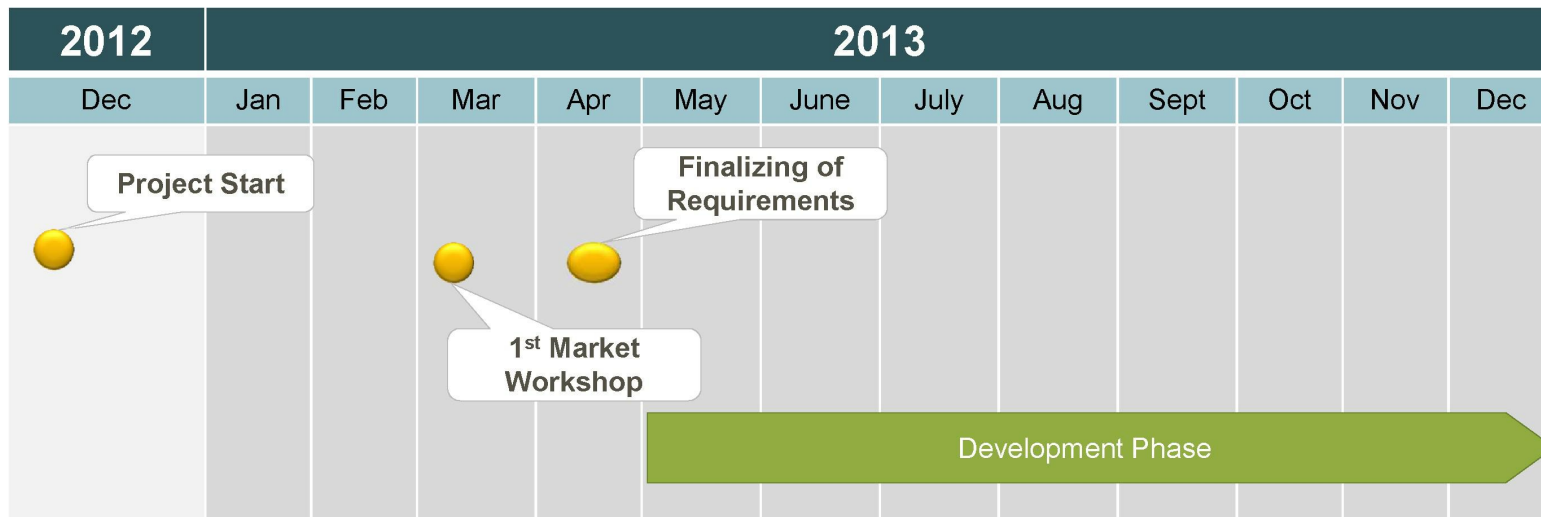 2012 2013
Dec Jan Feb Mar Apr May June July Aug Sept Oct Nov Dec
Project Start
Finalizing of
Requirements
1st Market
Workshop
Development Phase